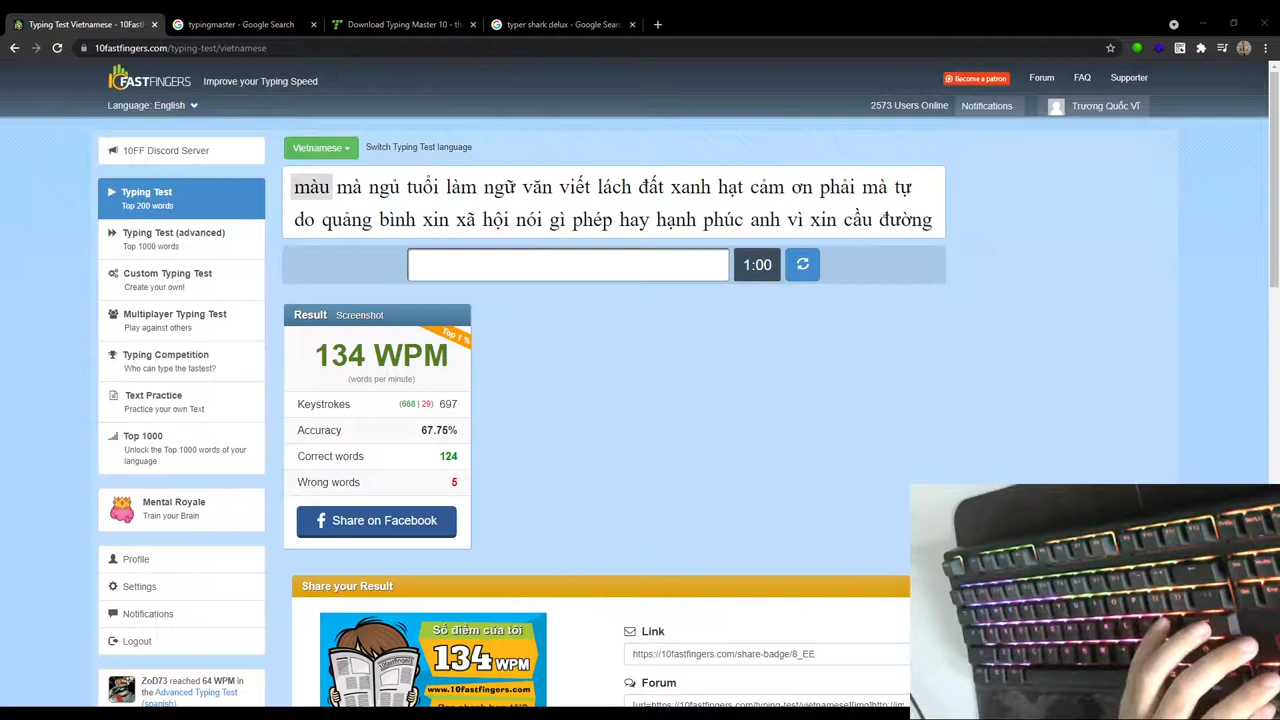 Typing Test Vietnamese - 10FastF
typingmaster - Google Search
Download Typing Master 10 - the
typer shark delux - Google Search
10fastfingers.com/typing-test/vietnamese
10FASTFINGERS
Improve your Typing Speed
Become a patron
Forum
FAQ
Supporter
Language: English
2573 Users Online
Notifications
Trương Quốc Vĩ
10FF Discord Server
Vietnamese
Switch Typing Test language
Typing Test
Top 200 words
màu mà ngủ tuổi làm ngữ văn viết lách đất xanh hạt cảm ơn phải mà tự
do quảng bình xin xã hội nói gì phép hay hạnh phúc anh vì xin cầu đường
Typing Test (advanced)
Top 1000 words
1:00
Custom Typing Test
Create your own!
Multiplayer Typing Test
Play against others
Typing Competition
Who can type the fastest?
Text Practice
Practice your own Text
Top 1000
Unlock the Top 1000 words of your
language
Mental Royale
Train your Brain
Profile
Settings
Notifications
Logout
ZoD73 reached 64 WPM in
the Advanced Typing Test
(spanish)
Result Screenshot
Top 1 %
134 WPM
(words per minute)
Keystrokes (668 | 29) 697
Accuracy 67.75%
Correct words 124
Wrong words 5
Share on Facebook
Share your Result
Số điểm của tôi
134 WPM
www.10fastfingers.com
Link
https://10fastfingers.com/share-badge/8_EE
Forum